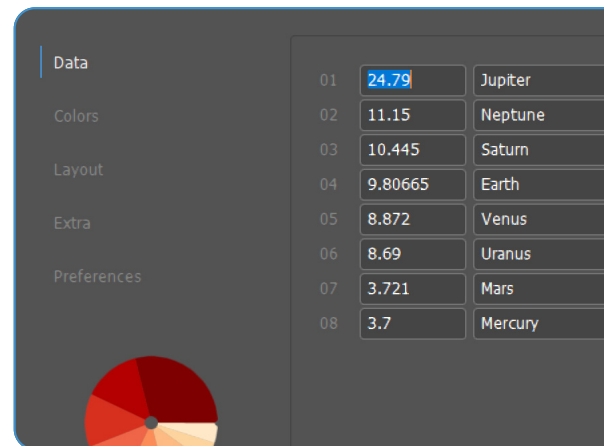 Data
Colors
Layout
Extra
Preferences
01 24.79 Jupiter
02 11.15 Neptune
03 10.445 Saturn
04 9.80665 Earth
05 8.872 Venus
06 8.69 Uranus
07 3.721 Mars
08 3.7 Mercury